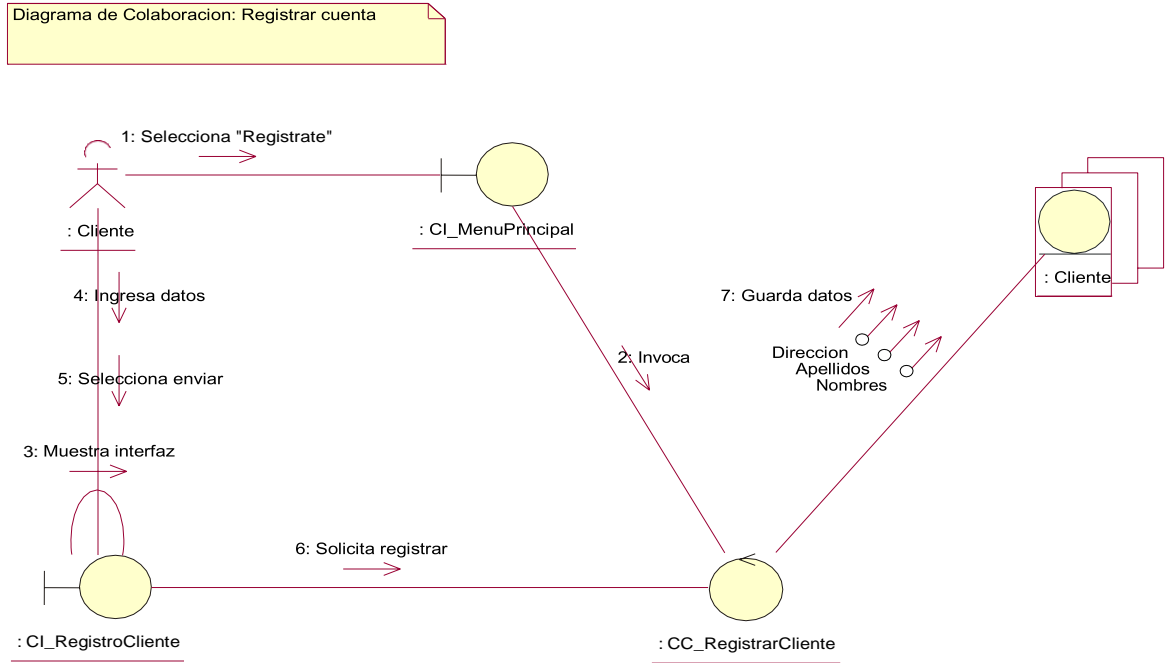 Diagrama de Colaboracion: Registrar cuenta
1: Selecciona "Registrate"
: Cliente
: CI_MenuPrincipal
: Cliente
4: Ingresa datos
7: Guarda datos
2: Invoca
Direccion
Apellidos
Nombres
5: Selecciona enviar
3: Muestra interfaz
6: Solicita registrar
: CI_RegistroCliente
: CC_RegistrarCliente